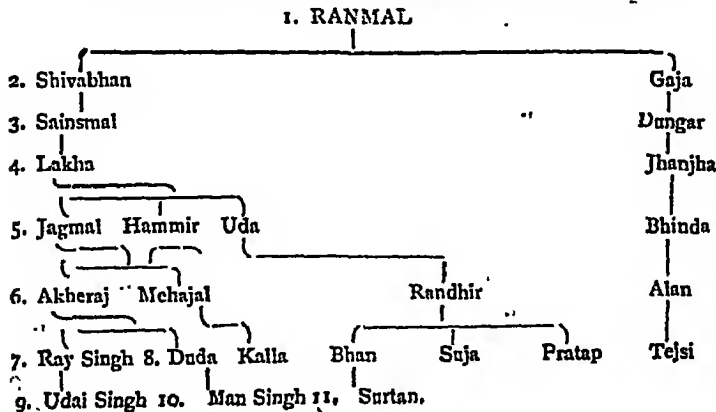 1. RANMAL
2. Shivabhan Gaja
3. Sainsmal Dungar
4. Lakha Jhanjha
5. Jagmal Hammir Uda Bhinda
6. Akheraj Mehajal Randhir Alan
7. Ray Singh 8. Duda Kalla Bhan Suja Pratap Tejsi
9. Udai Singh 10. Man Singh 11. Surtan.